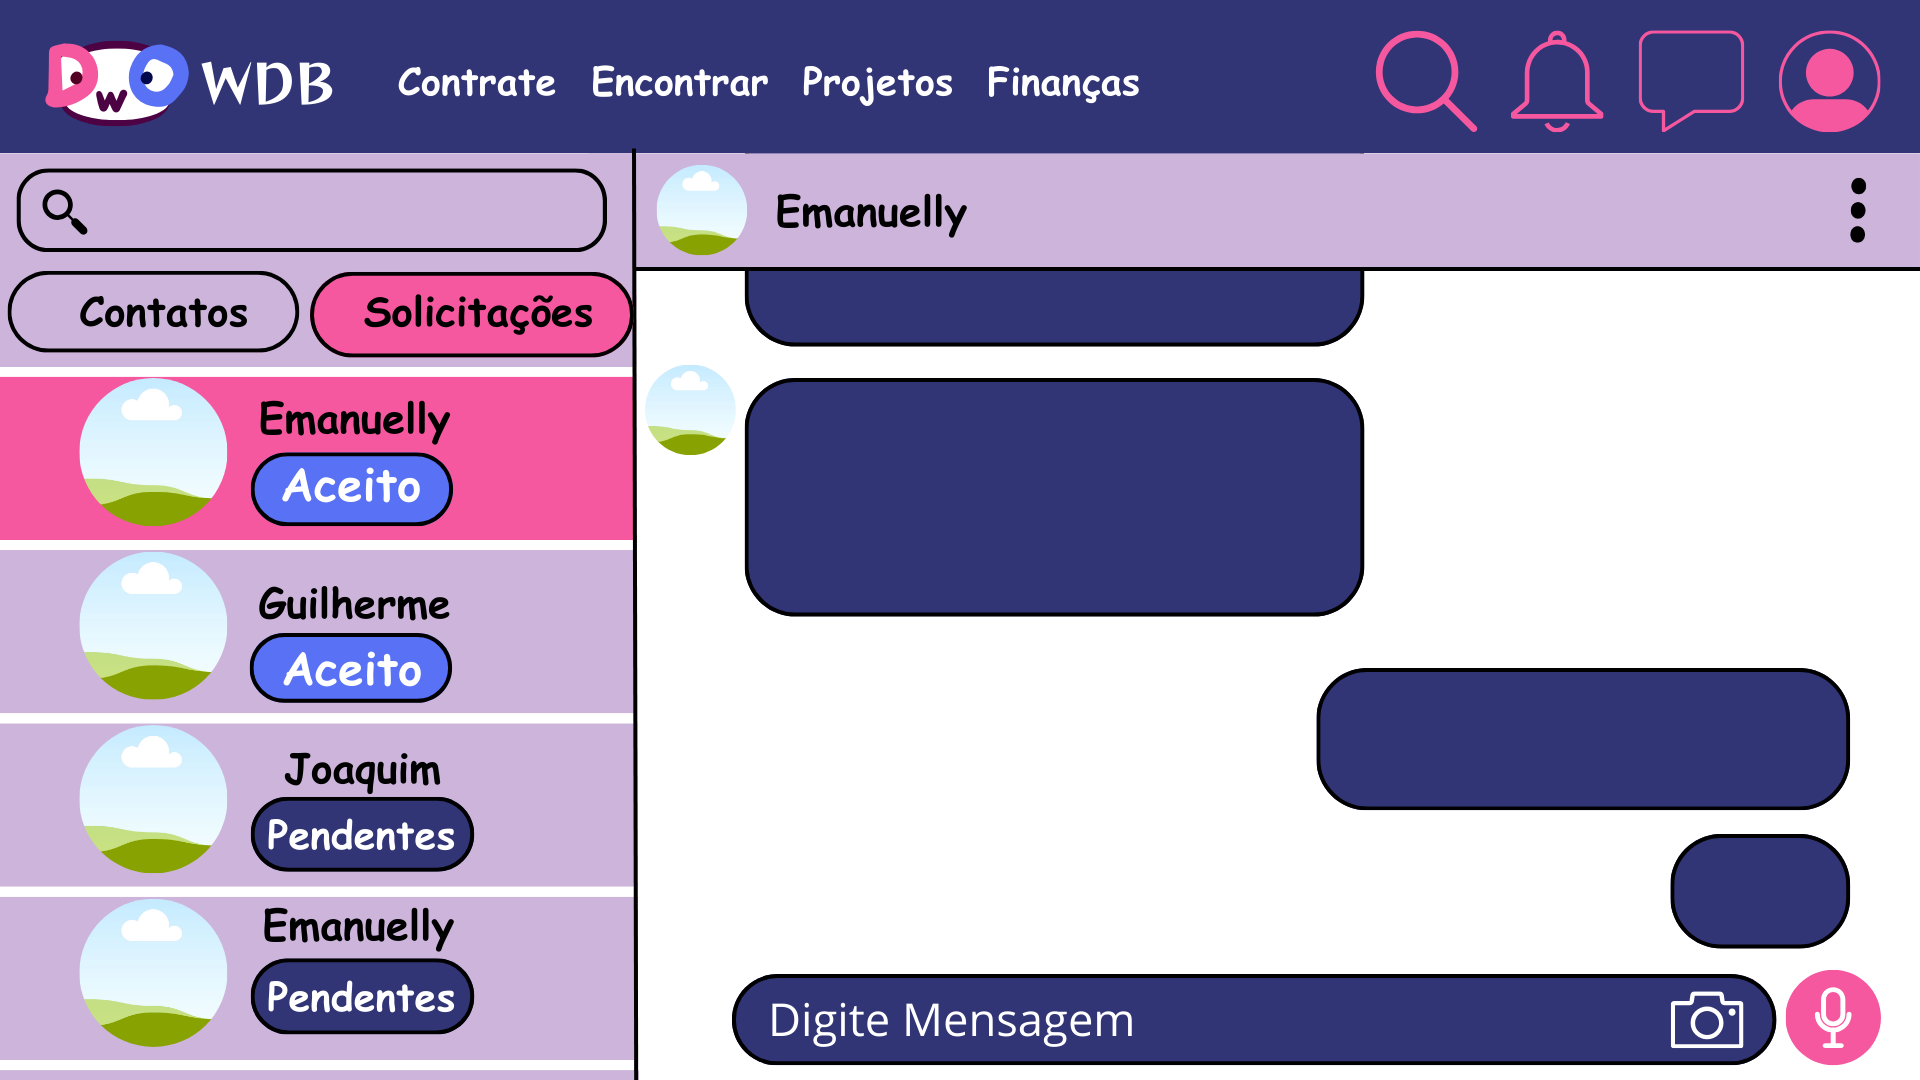 DwO WDB
Contrate Encontrar Projetos Finanças
Contatos Solicitações
Emanuelly
Aceito
Guilherme
Aceito
Joaquim
Pendentes
Emanuelly
Pendentes
Emanuelly
Digite Mensagem